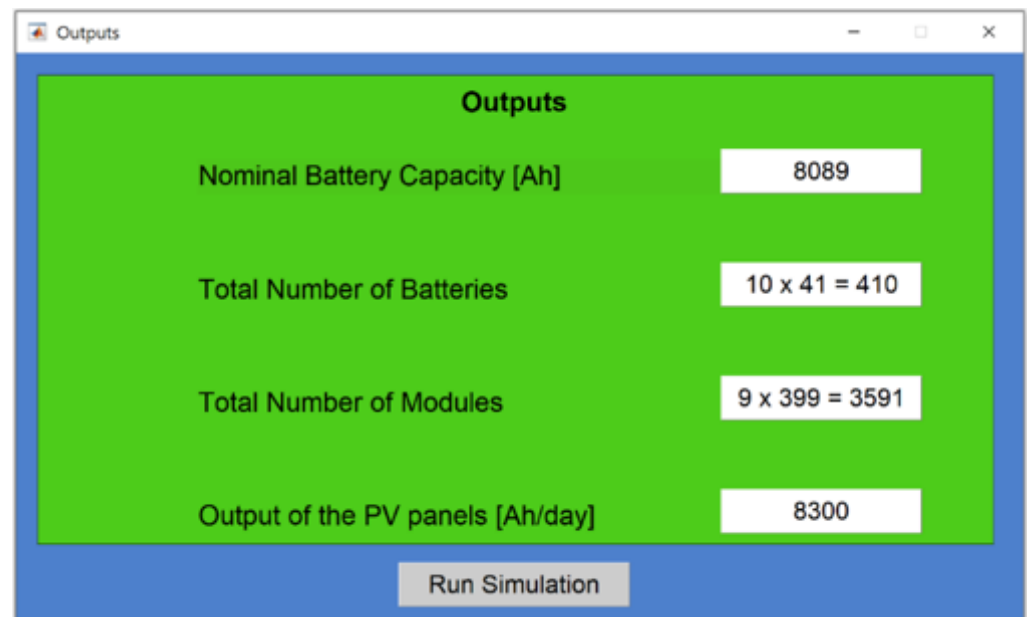 Outputs
Outputs
Nominal Battery Capacity [Ah] 8089
Total Number of Batteries 10 x 41 = 410
Total Number of Modules 9 x 399 = 3591
Output of the PV panels [Ah/day] 8300
Run Simulation